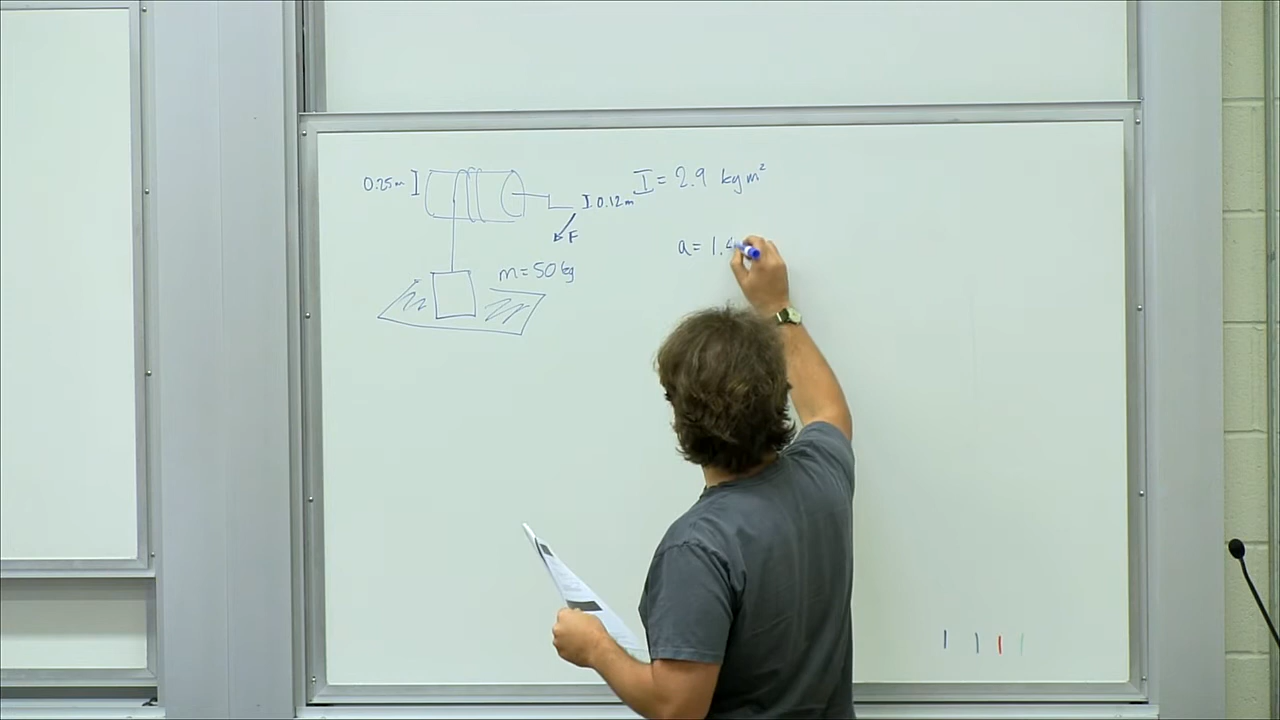 0.25m
I 0.12m
I = 2.9 kg m²
F
a = 1.4
m = 50 kg